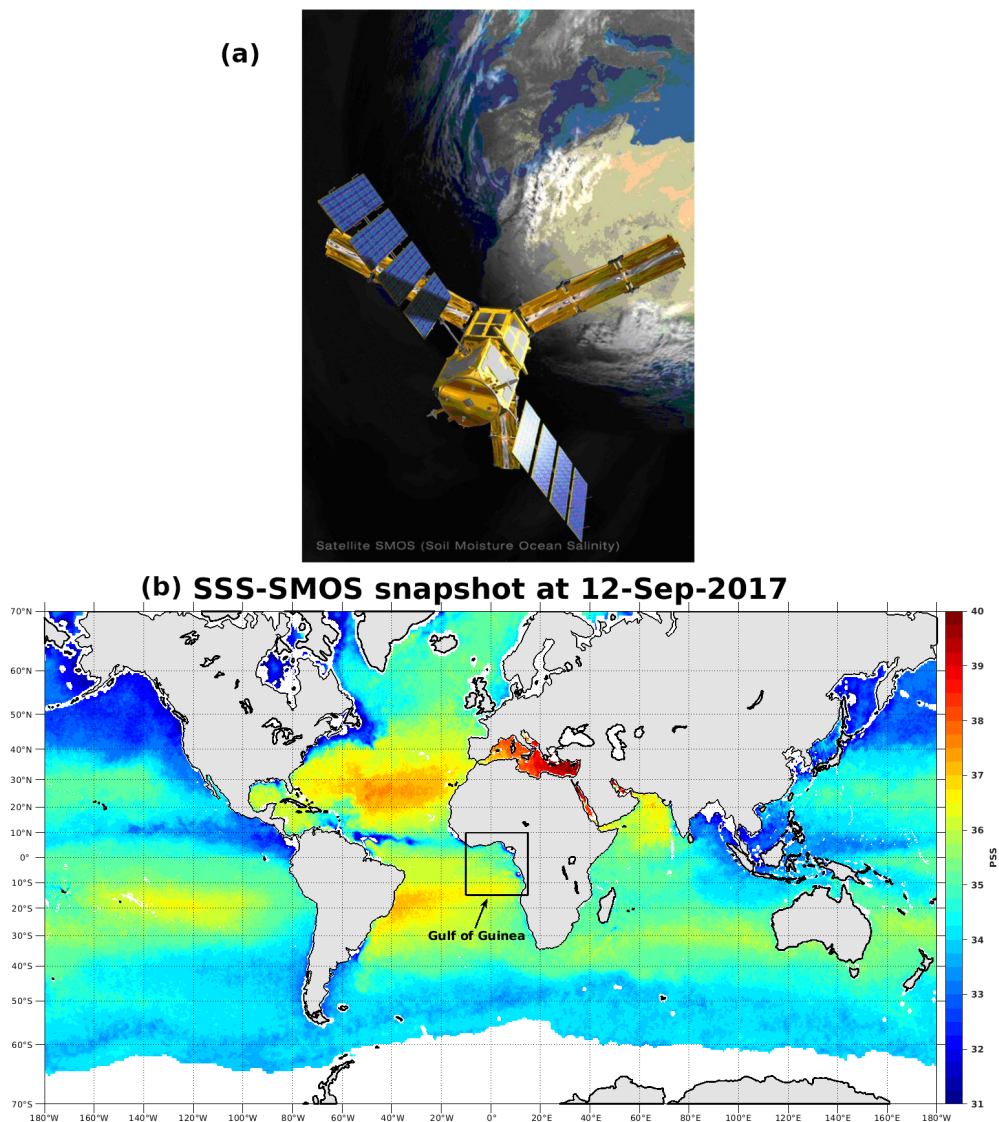 (a)
Satellite SMOS (Soil Moisture Ocean Salinity)
(b) SSS-SMOS snapshot at 12-Sep-2017
70°N
60°N
50°N
40°N
30°N
20°N
10°N
0°
10°S
20°S
30°S
40°S
50°S
60°S
70°S
Gulf of Guinea
180°W 160°W 140°W 120°W 100°W 80°W 60°W 40°W 20°W 0° 20°E 40°E 60°E 80°E 100°E 120°E 140°E 160°E 180°W
40
39
38
37
36
35
34
33
32
31
PSS